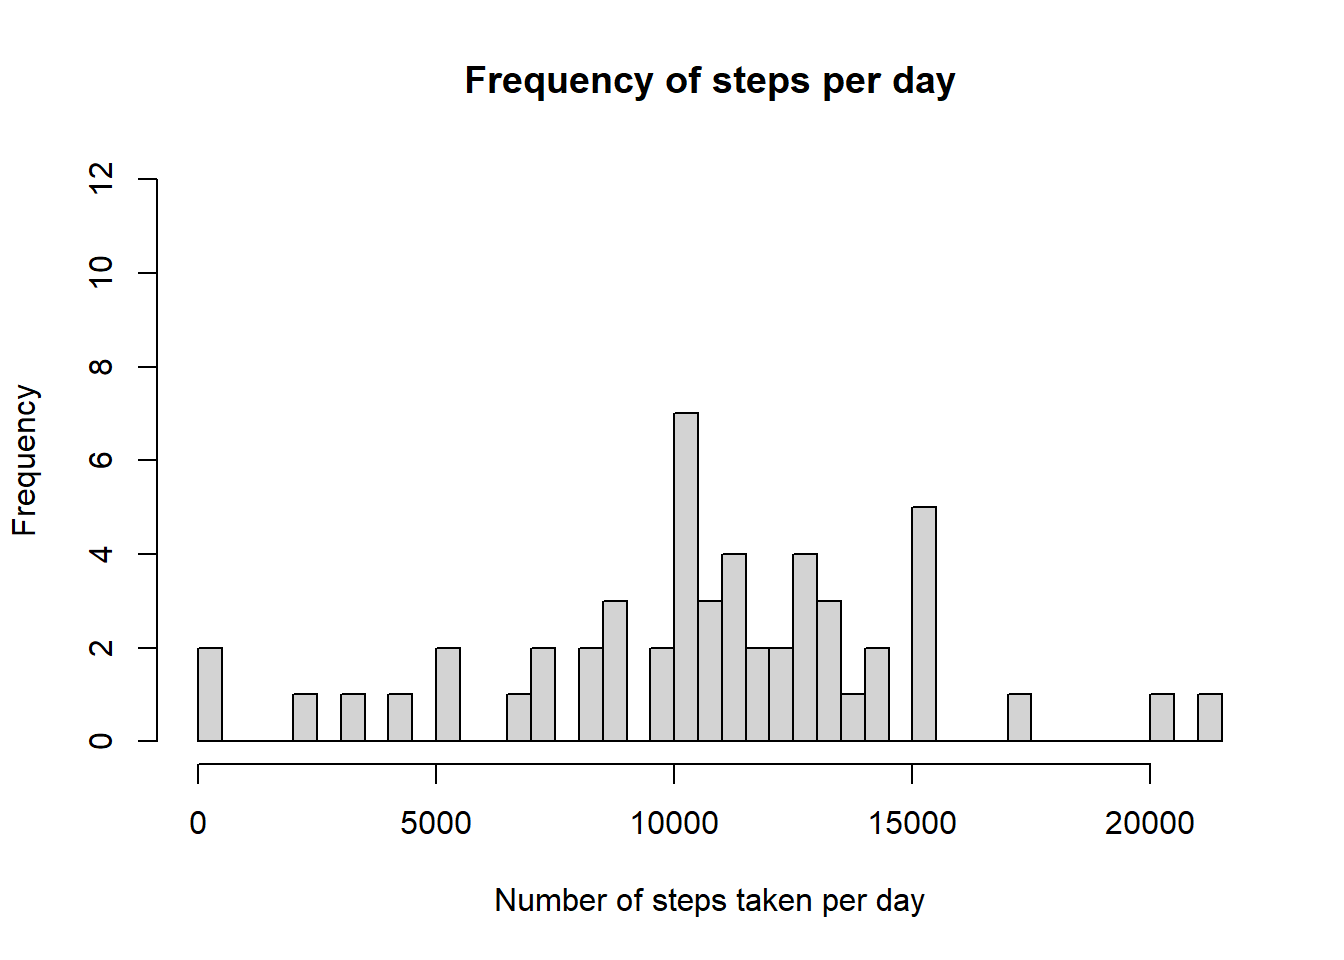 Frequency of steps per day
12
10
8
6
4
2
0
Frequency
0 5000 10000 15000 20000
Number of steps taken per day